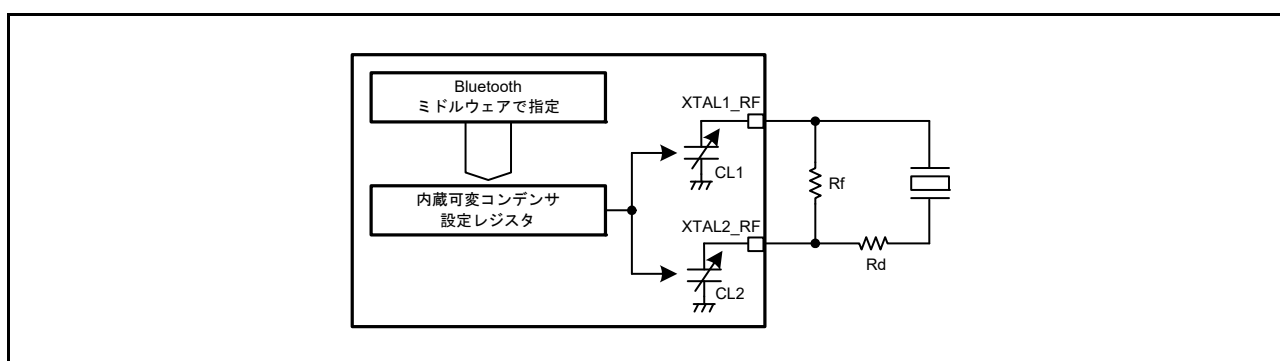 Bluetooth
ミドルウェアで指定
XTAL1_RF
CL1
Rf
内蔵可変コンデンサ
設定レジスタ
XTAL2_RF
Rd
CL2